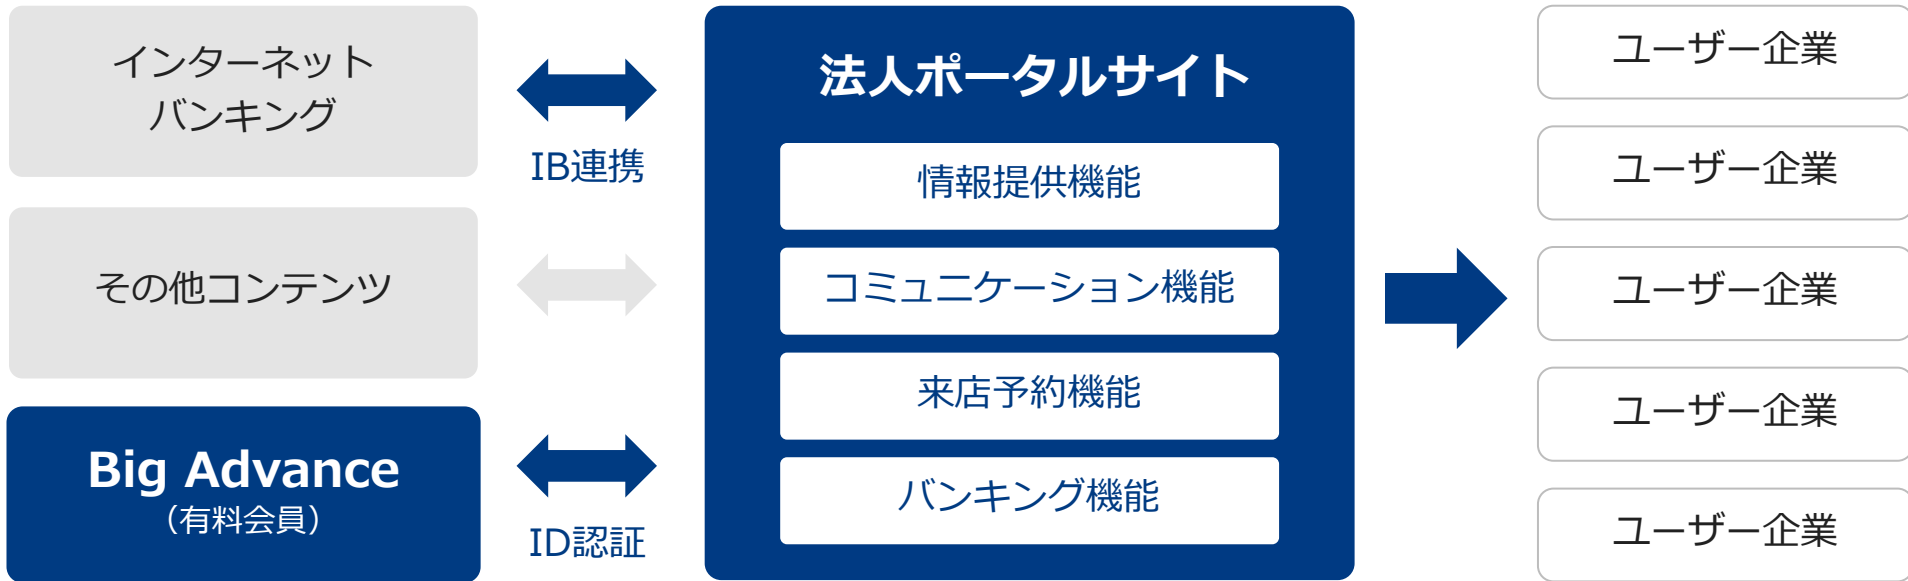 インターネット
バンキング
IB連携
その他コンテンツ
Big Advance
（有料会員）
ID認証
法人ポータルサイト
情報提供機能
コミュニケーション機能
来店予約機能
バンキング機能
ユーザー企業
ユーザー企業
ユーザー企業
ユーザー企業
ユーザー企業